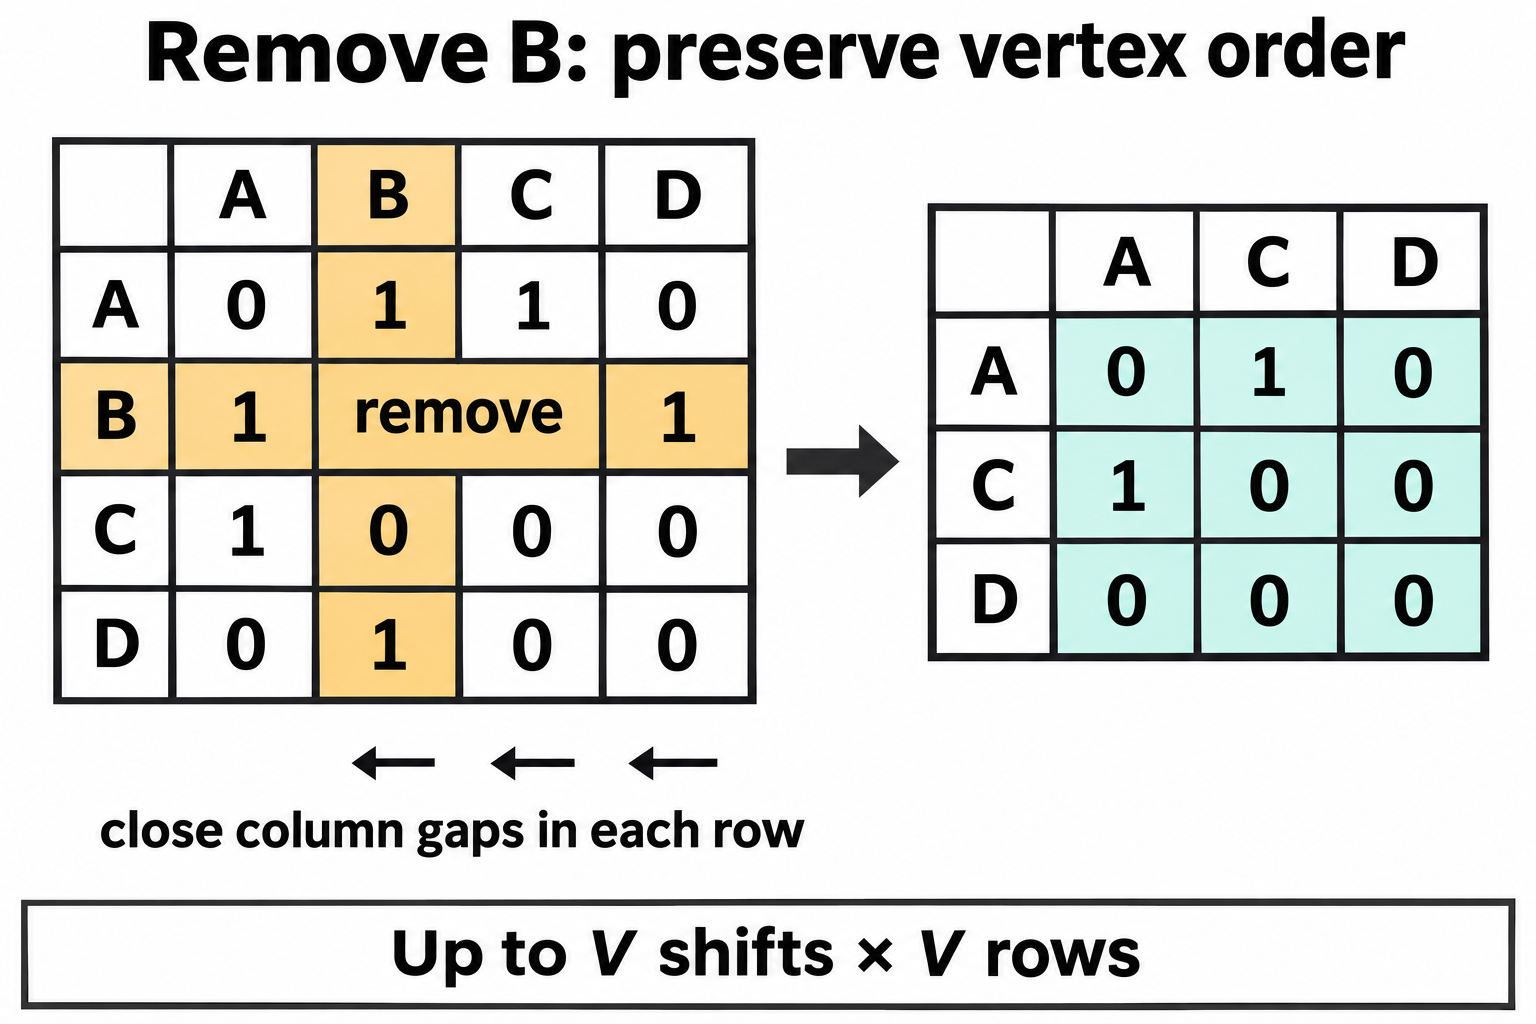 Remove B: preserve vertex order
A B C D
A 0 1 1 0
B 1 remove 1
C 1 0 0 0
D 0 1 0 0
A C D
A 0 1 0
C 1 0 0
D 0 0 0
close column gaps in each row
Up to V shifts × V rows